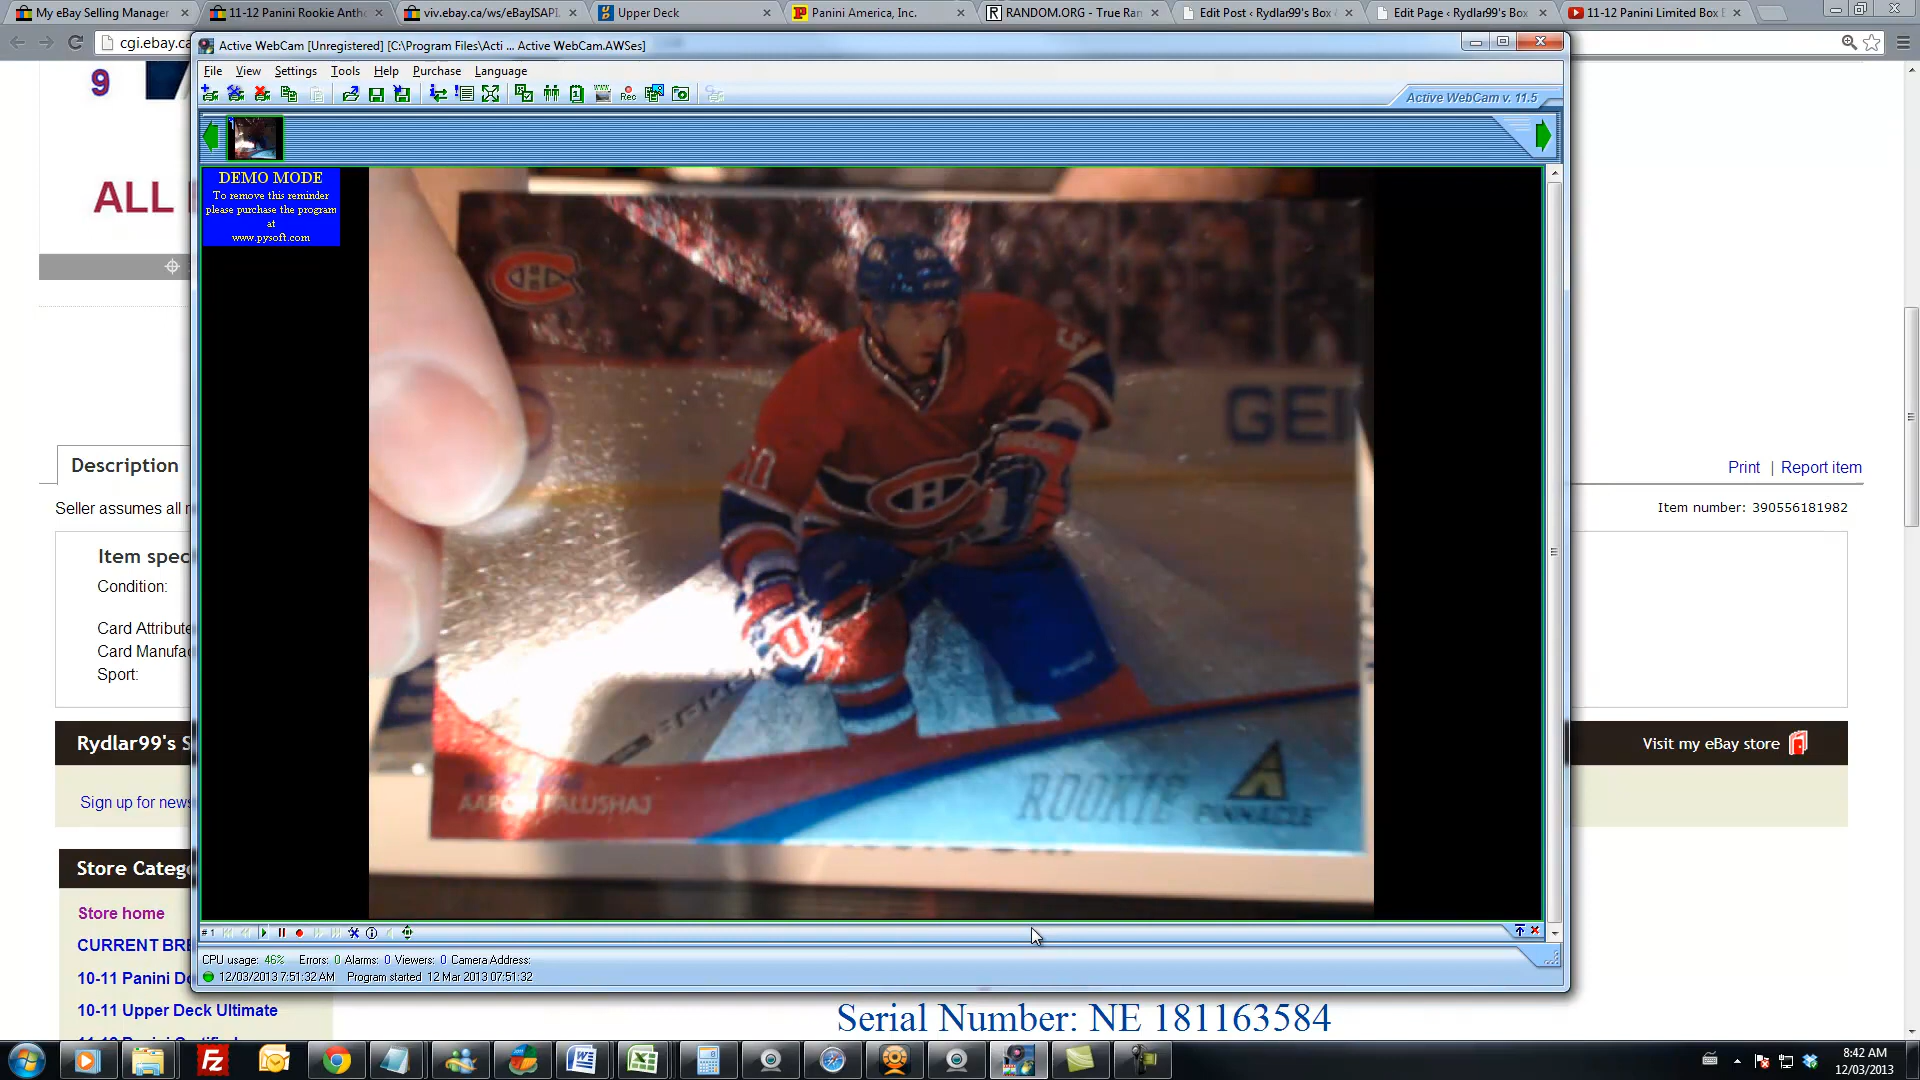 My eBay Selling Manager
11-12 Panini Rookie Anth
viv.ebay.ca/ws/eBayISAPI.
Upper Deck
Panini America, Inc.
RANDOM.ORG - True Ran
Edit Post ‹ Rydlar99's Box
Edit Page ‹ Rydlar99's Box
11-12 Panini Limited Box
cgi.ebay.ca
Active WebCam [Unregistered] [C:\Program Files\Acti ... Active WebCam.AWSes]
File View Settings Tools Help Purchase Language
Rec
Active WebCam v. 11.5
DEMO MODE
To remove this reminder
please purchase the program
at
www.pysoft.com
9
ALL
GEI
Description
Print | Report item
Seller assumes all
Item number: 390556181982
Item spec
Condition:
Card Attribute
Card Manufac
Sport:
AARON PALUSHAJ
ROOKIE
PINNACLE
Rydlar99's S
Visit my eBay store
Sign up for news
Store Catego
Store home
CURRENT BRE
10-11 Panini Do
10-11 Upper Deck Ultimate
#1
CPU usage: 46% Errors: 0 Alarms: 0 Viewers: 0 Camera Address:
12/03/2013 7:51:32 AM Program started 12 Mar 2013 07:51:32
Serial Number: NE 181163584
8:42 AM
12/03/2013